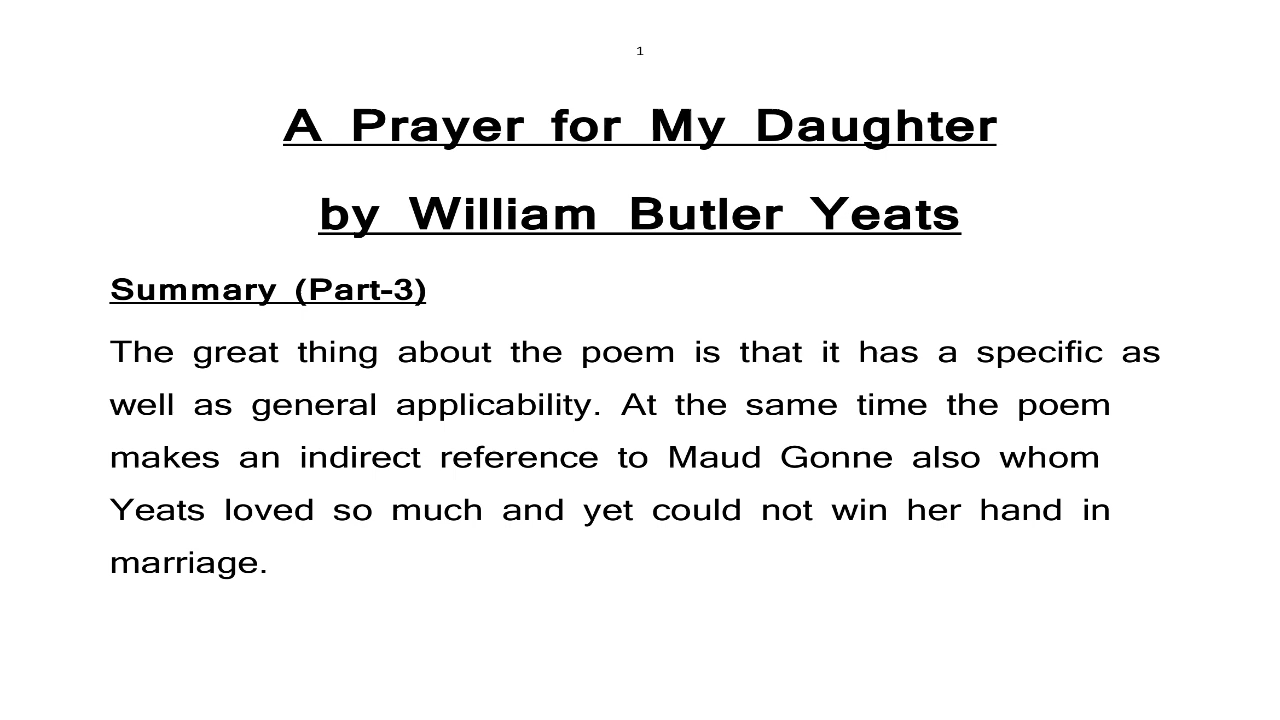 1
A Prayer for My Daughter
by William Butler Yeats
Summary (Part-3)
The great thing about the poem is that it has a specific as
well as general applicability. At the same time the poem
makes an indirect reference to Maud Gonne also whom
Yeats loved so much and yet could not win her hand in
marriage.